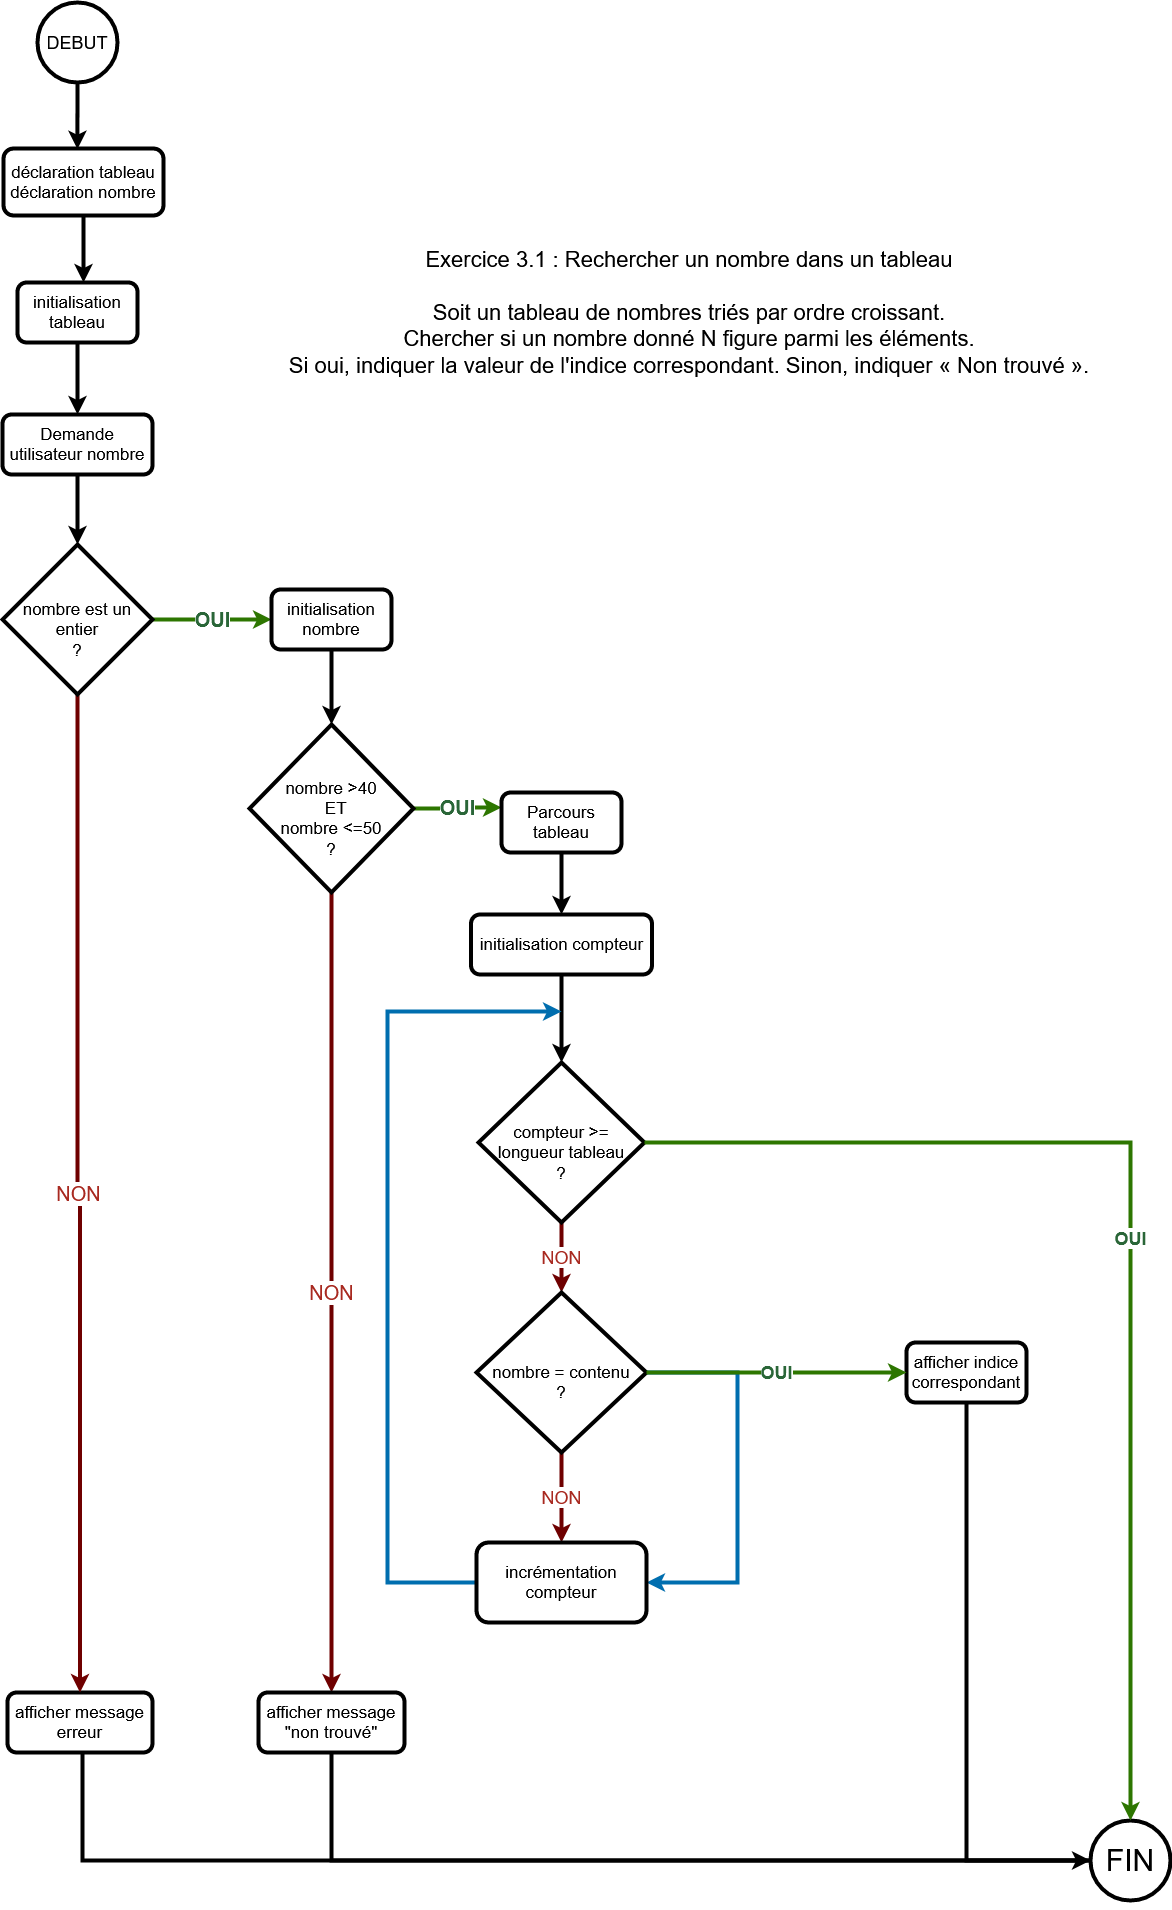 DEBUT
déclaration tableau
déclaration nombre
Exercice 3.1 : Rechercher un nombre dans un tableau
Soit un tableau de nombres triés par ordre croissant.
Chercher si un nombre donné N figure parmi les éléments.
Si oui, indiquer la valeur de l'indice correspondant. Sinon, indiquer « Non trouvé ».
initialisation
tableau
Demande
utilisateur nombre
nombre est un
entier
?
OUI
initialisation
nombre
nombre >40
ET
nombre <=50
?
OUI
Parcours
tableau
initialisation compteur
compteur >=
longueur tableau
?
NON
OUI
NON
NON
nombre = contenu
?
OUI
afficher indice
correspondant
NON
incrémentation
compteur
afficher message
erreur
afficher message
"non trouvé"
FIN